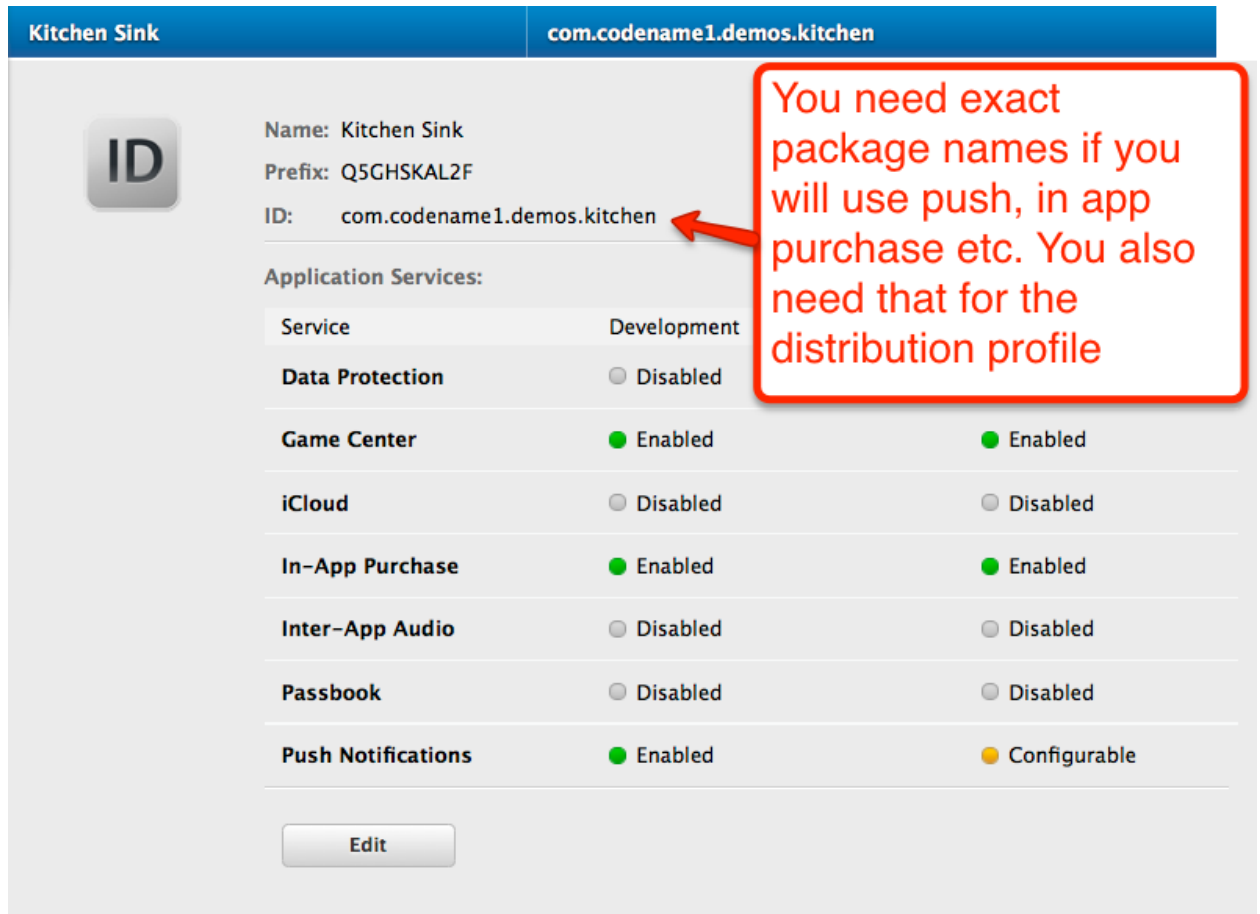 Kitchen Sink com.codename1.demos.kitchen
You need exact
package names if you
will use push, in app
purchase etc. You also
need that for the
distribution profile
ID
Name: Kitchen Sink
Prefix: Q5GHSKAL2F
ID: com.codename1.demos.kitchen
Application Services:
Service Development
Data Protection Disabled
Game Center Enabled Enabled
iCloud Disabled Disabled
In-App Purchase Enabled Enabled
Inter-App Audio Disabled Disabled
Passbook Disabled Disabled
Push Notifications Enabled Configurable
Edit